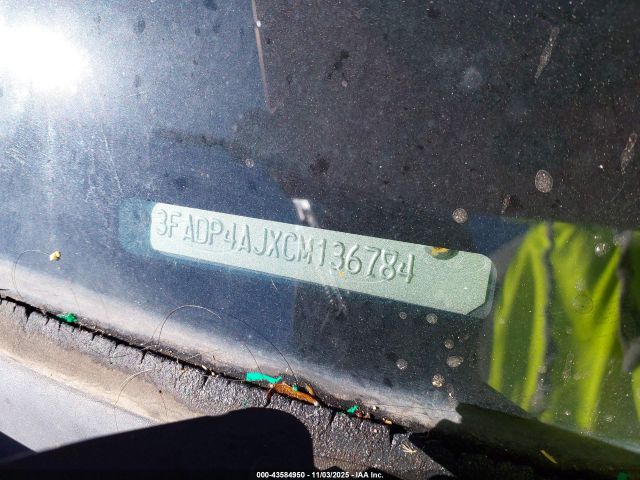 3FADP4AJXCM136784
000-43584950 - 11/03/2025 - IAA Inc.